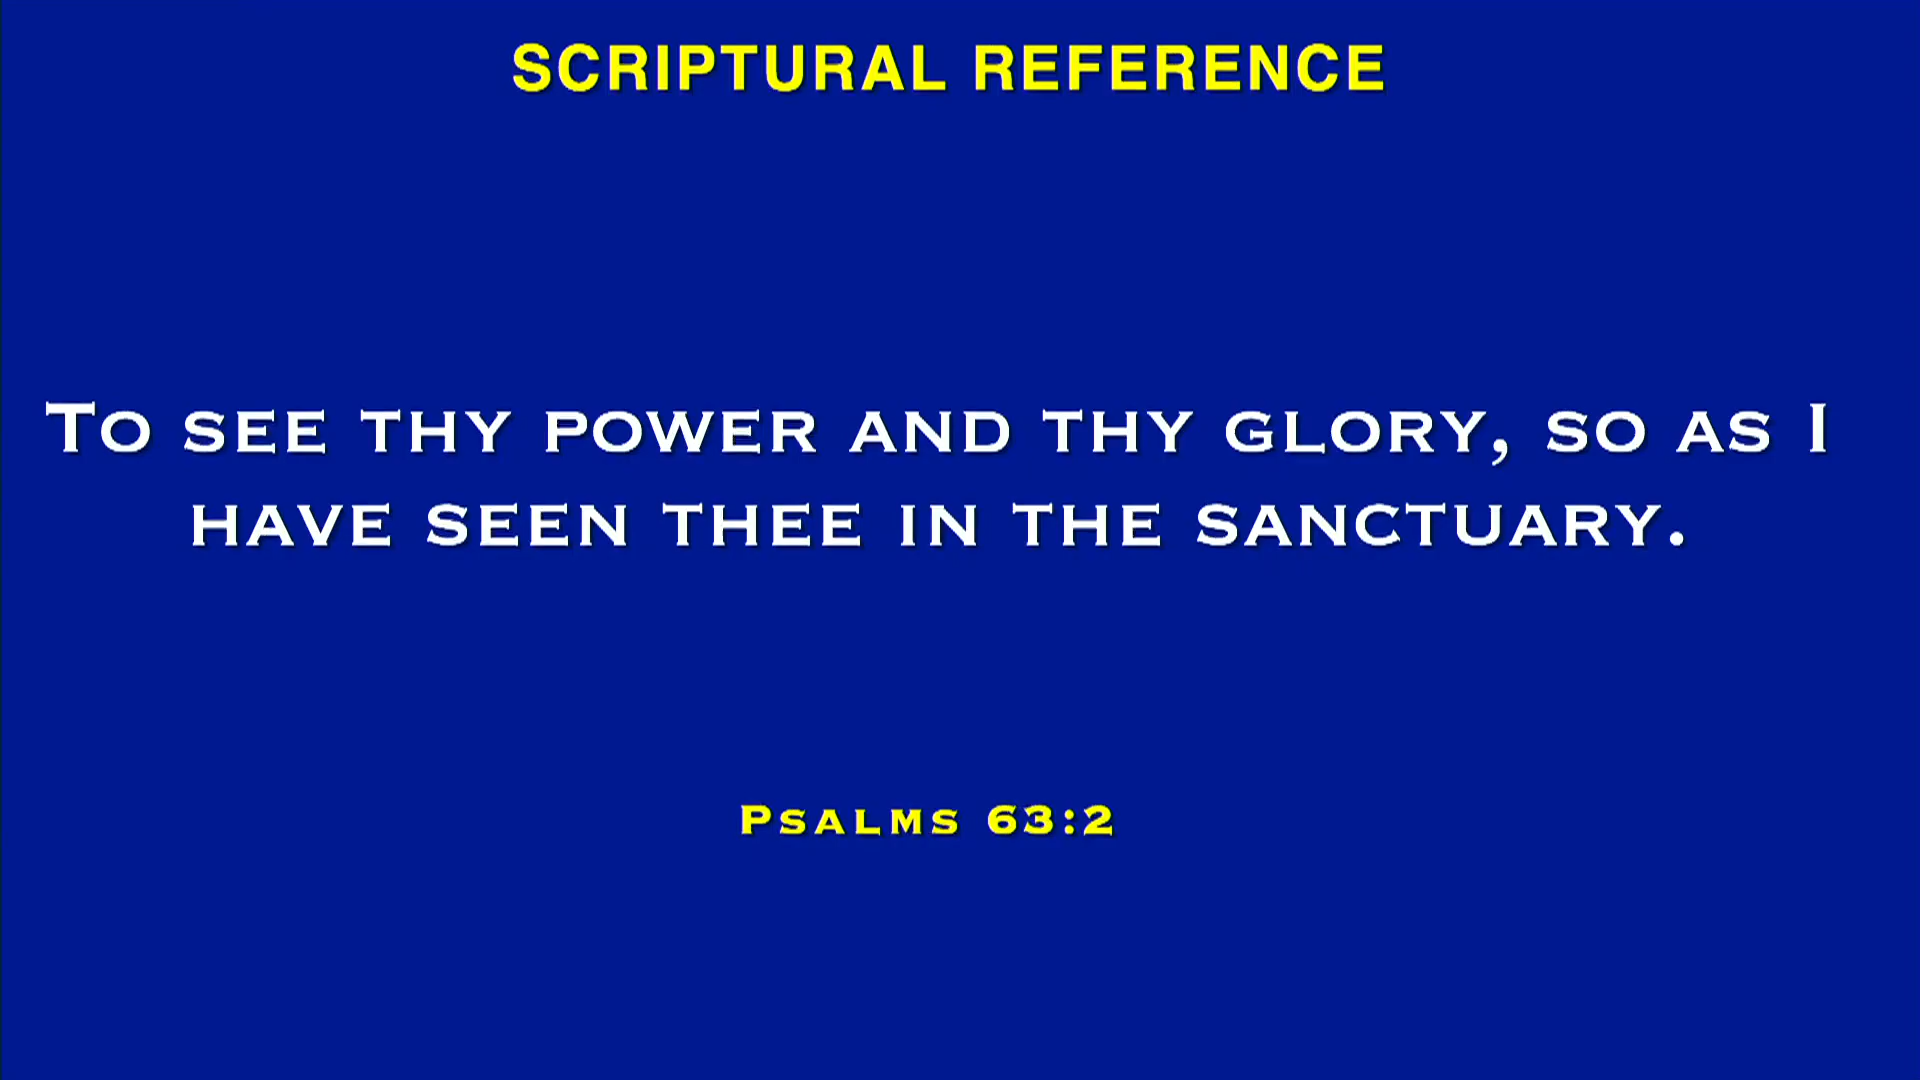 SCRIPTURAL REFERENCE
To see thy power and thy glory, so as I
have seen thee in the sanctuary.
Psalms 63:2